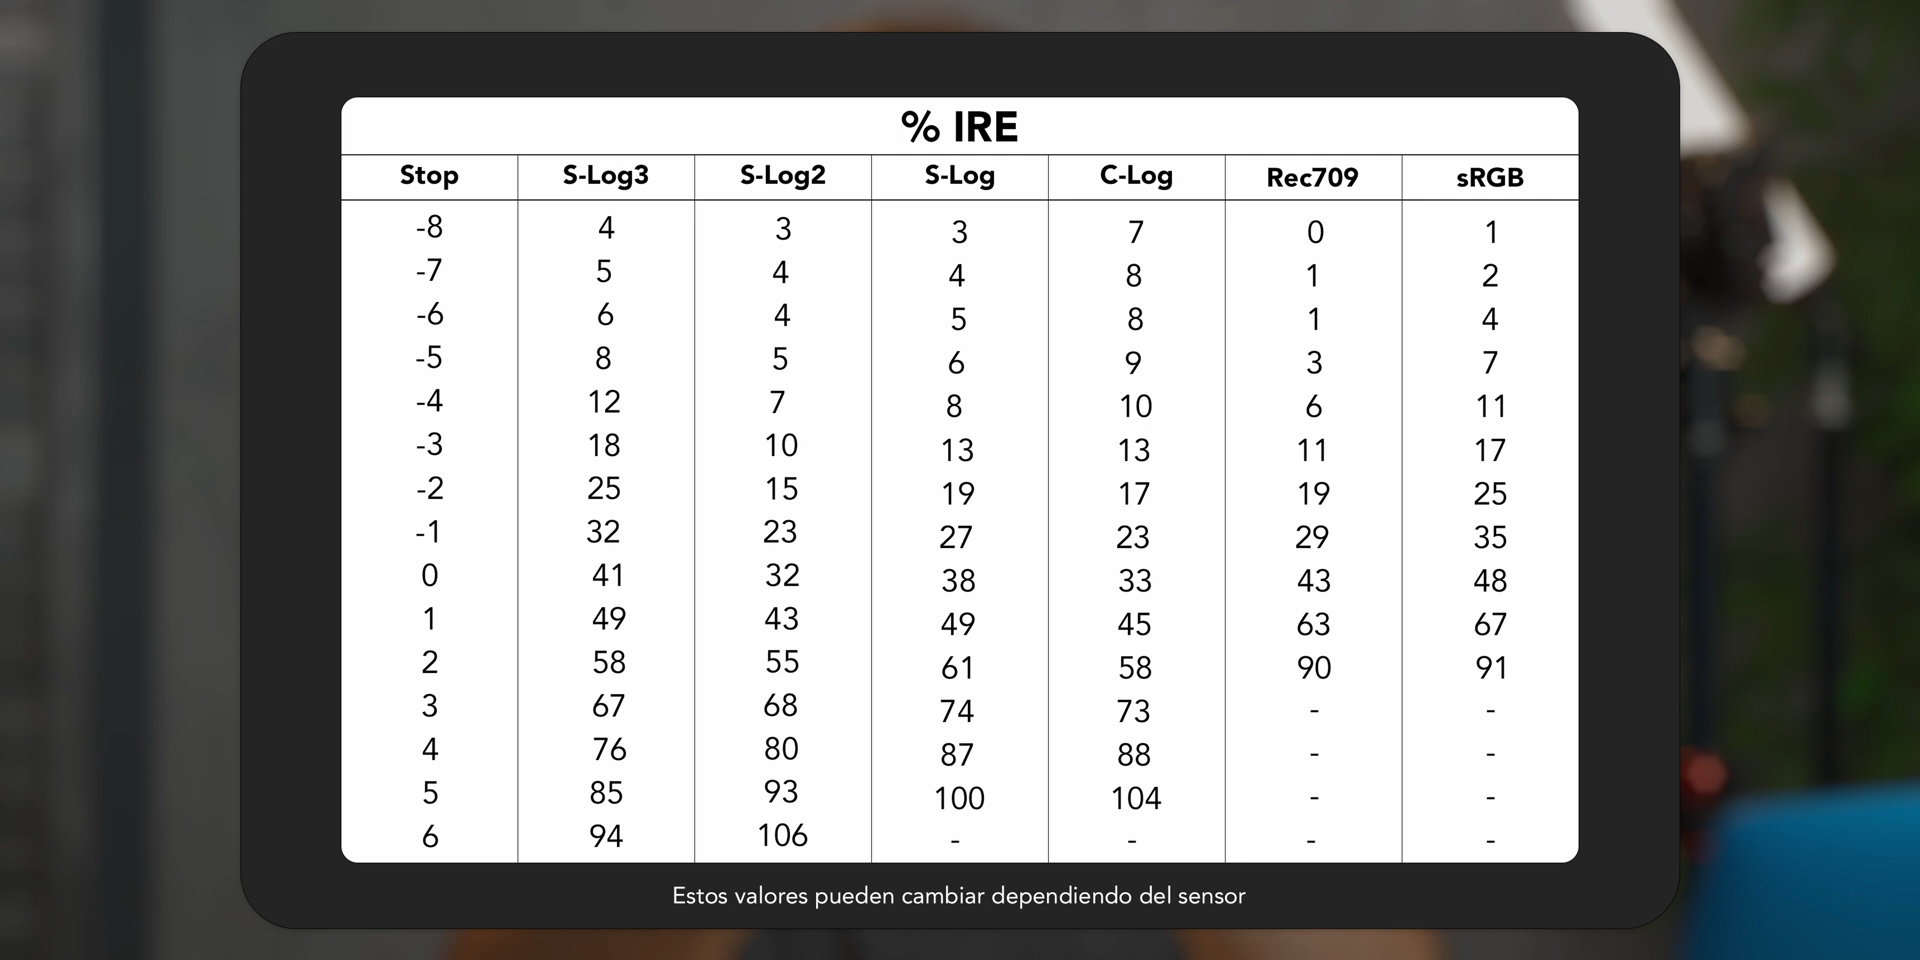 % IRE
Stop S-Log3 S-Log2 S-Log C-Log Rec709 sRGB
-8 4 3 3 7 0 1
-7 5 4 4 8 1 2
-6 6 4 5 8 1 4
-5 8 5 6 9 3 7
-4 12 7 8 10 6 11
-3 18 10 13 13 11 17
-2 25 15 19 17 19 25
-1 32 23 27 23 29 35
0 41 32 38 33 43 48
1 49 43 49 45 63 67
2 58 55 61 58 90 91
3 67 68 74 73 - -
4 76 80 87 88 - -
5 85 93 100 104 - -
6 94 106 - - - -
Estos valores pueden cambiar dependiendo del sensor